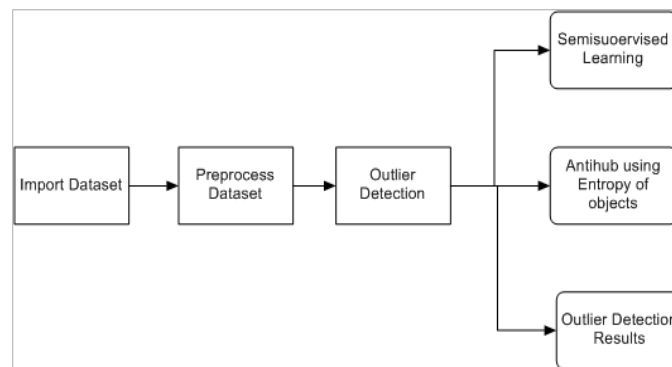 Semisuoervised
Learning
Import Dataset
Preprocess
Dataset
Outlier
Detection
Antihub using
Entropy of
objects
Outlier Detection
Results